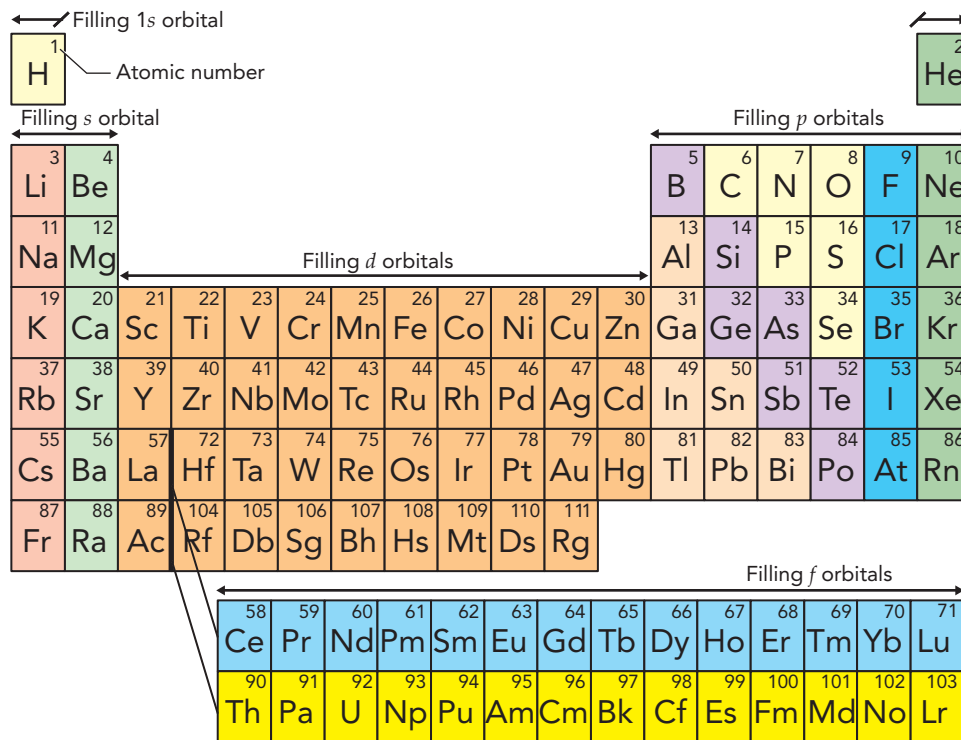 Filling 1s orbital
1 2
H Atomic number He
Filling s orbital Filling p orbitals
3 4 5 6 7 8 9 10
Li Be B C N O F Ne
11 12 13 14 15 16 17 18
Na Mg Filling d orbitals Al Si P S Cl Ar
19 20 21 22 23 24 25 26 27 28 29 30 31 32 33 34 35 36
K Ca Sc Ti V Cr Mn Fe Co Ni Cu Zn Ga Ge As Se Br Kr
37 38 39 40 41 42 43 44 45 46 47 48 49 50 51 52 53 54
Rb Sr Y Zr Nb Mo Tc Ru Rh Pd Ag Cd In Sn Sb Te I Xe
55 56 57 72 73 74 75 76 77 78 79 80 81 82 83 84 85 86
Cs Ba La Hf Ta W Re Os Ir Pt Au Hg Tl Pb Bi Po At Rn
87 88 89 104 105 106 107 108 109 110 111
Fr Ra Ac Rf Db Sg Bh Hs Mt Ds Rg
Filling f orbitals
58 59 60 61 62 63 64 65 66 67 68 69 70 71
Ce Pr Nd Pm Sm Eu Gd Tb Dy Ho Er Tm Yb Lu
90 91 92 93 94 95 96 97 98 99 100 101 102 103
Th Pa U Np Pu Am Cm Bk Cf Es Fm Md No Lr